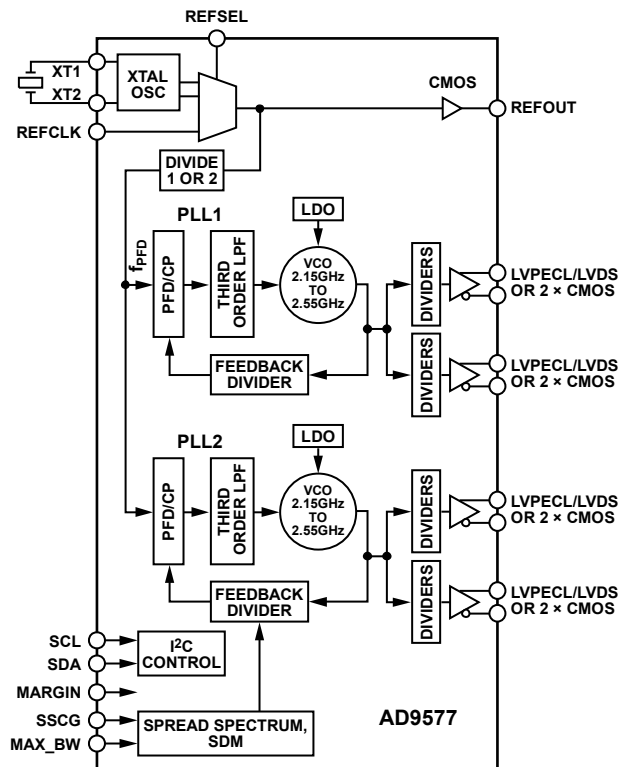 REFSEL
XT1
XT2
XTAL
OSC
REFCLK
CMOS
REFOUT
DIVIDE
1 OR 2
PLL1
LDO
fPFD
PFD/CP
THIRD
ORDER LPF
VCO
2.15GHz
TO
2.55GHz
FEEDBACK
DIVIDER
DIVIDERS
LVPECL/LVDS
OR 2 × CMOS
DIVIDERS
LVPECL/LVDS
OR 2 × CMOS
PLL2
LDO
PFD/CP
THIRD
ORDER LPF
VCO
2.15GHz
TO
2.55GHz
FEEDBACK
DIVIDER
DIVIDERS
LVPECL/LVDS
OR 2 × CMOS
DIVIDERS
LVPECL/LVDS
OR 2 × CMOS
SCL
SDA
I2C
CONTROL
MARGIN
SSCG
MAX_BW
SPREAD SPECTRUM,
SDM
AD9577